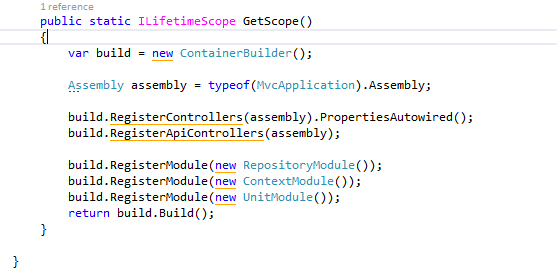 1 reference
public static ILifetimeScope GetScope()
{
var build = new ContainerBuilder();
Assembly assembly = typeof(MvcApplication).Assembly;
build.RegisterControllers(assembly).PropertiesAutowired();
build.RegisterApiControllers(assembly);
build.RegisterModule(new RepositoryModule());
build.RegisterModule(new ContextModule());
build.RegisterModule(new UnitModule());
return build.Build();
}
}